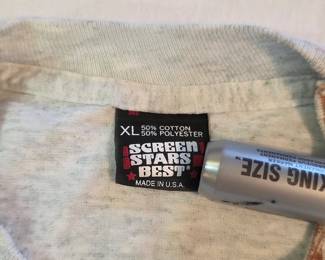 XL 50% COTTON
50% POLYESTER
SCREEN
STARS
BEST
MADE IN U.S.A.
KING SIZE